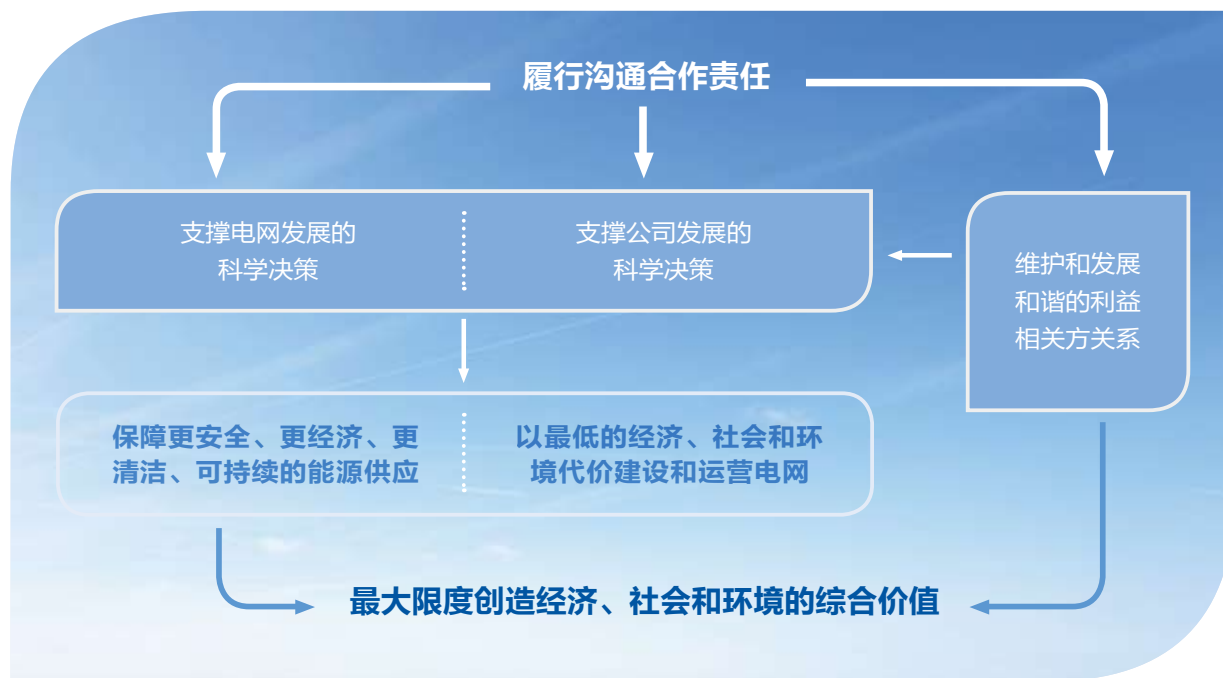 履行沟通合作责任
支撑电网发展的
科学决策
支撑公司发展的
科学决策
维护和发展
和谐的利益
相关方关系
保障更安全、更经济、更
清洁、可持续的能源供应
以最低的经济、社会和环
境代价建设和运营电网
最大限度创造经济、社会和环境的综合价值